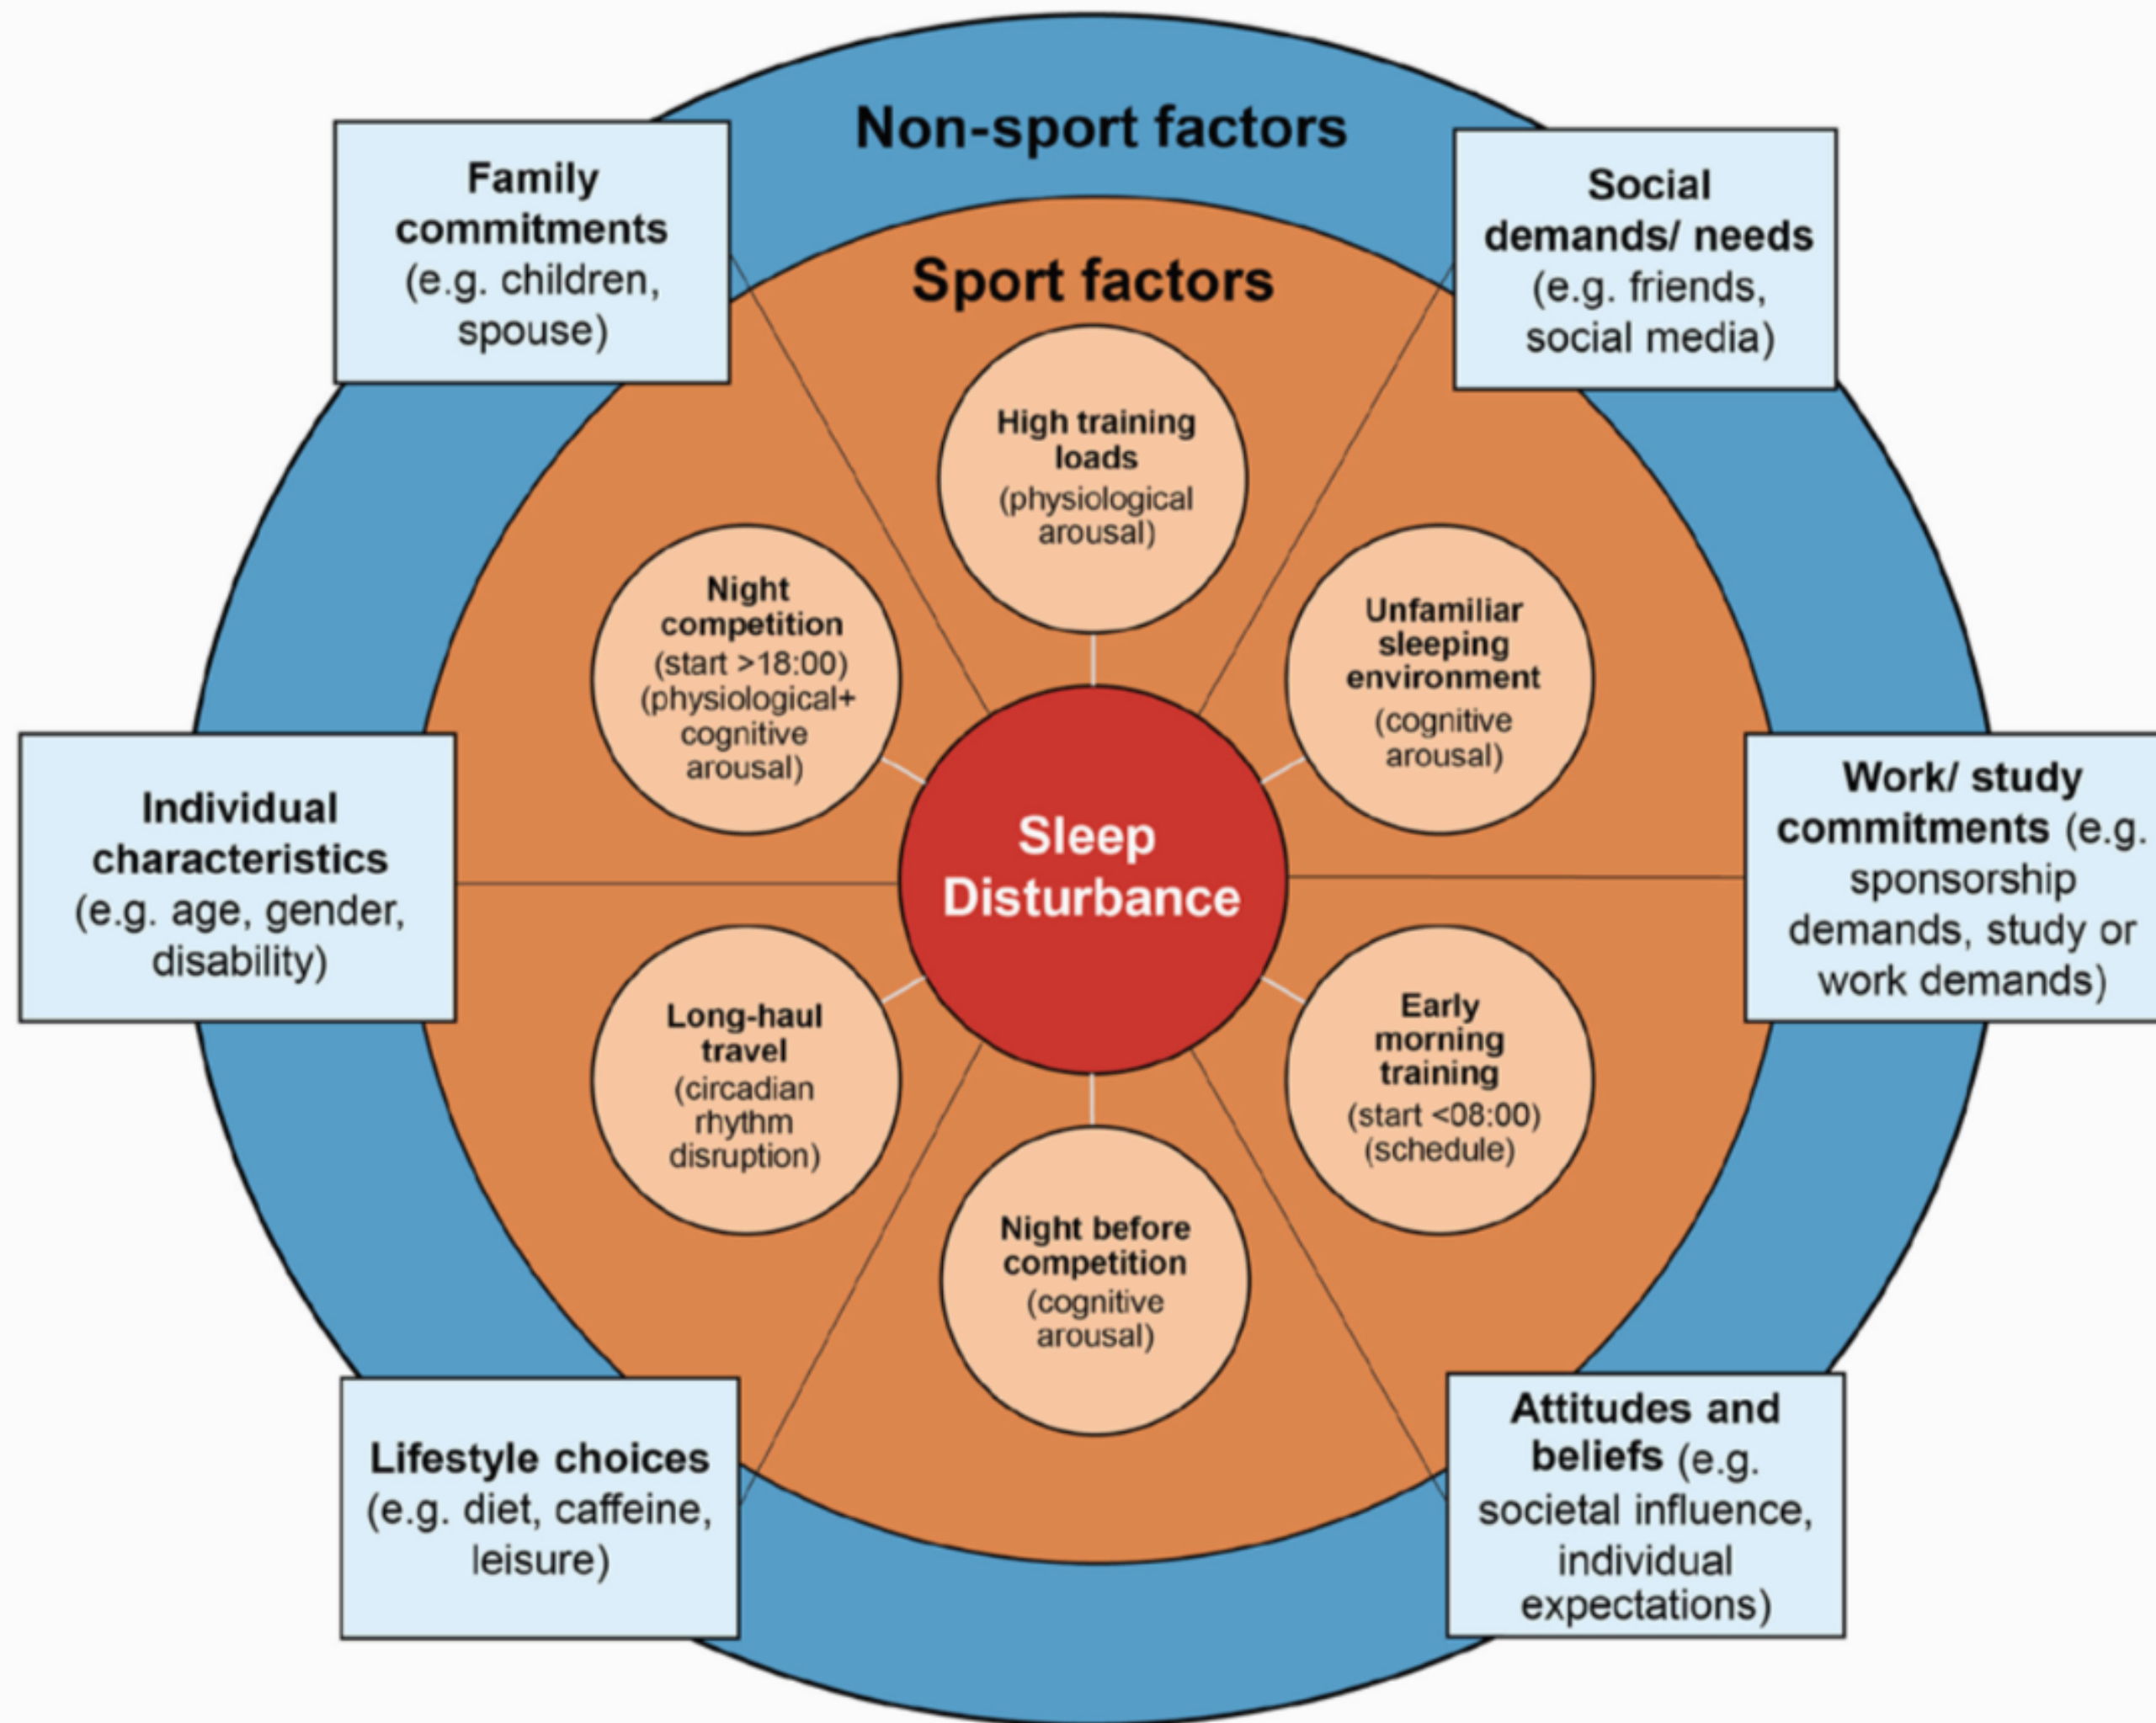 Non-sport factors
Sport factors
Family
commitments
(e.g. children,
spouse)
Social
demands/ needs
(e.g. friends,
social media)
High training
loads
(physiological
arousal)
Night
competition
(start >18:00)
(physiological+
cognitive
arousal)
Unfamiliar
sleeping
environment
(cognitive
arousal)
Individual
characteristics
(e.g. age, gender,
disability)
Sleep
Disturbance
Work/ study
commitments (e.g.
sponsorship
demands, study or
work demands)
Long-haul
travel
(circadian
rhythm
disruption)
Early
morning
training
(start <08:00)
(schedule)
Night before
competition
(cognitive
arousal)
Lifestyle choices
(e.g. diet, caffeine,
leisure)
Attitudes and
beliefs (e.g.
societal influence,
individual
expectations)